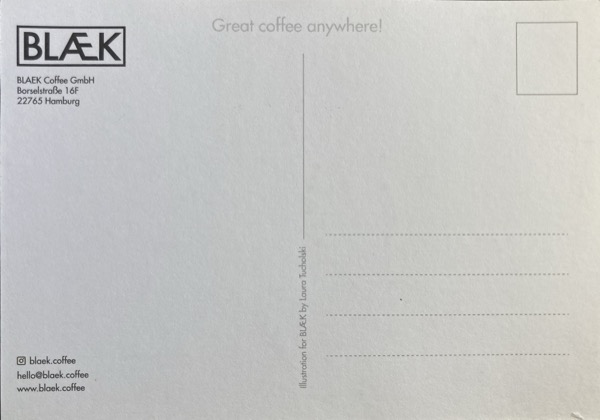 Great coffee anywhere!
BLÆK
BLAEK Coffee GmbH
Borselstraße 16F
22765 Hamburg
Illustration for BLÆK by Laura Tucholski
blaek.coffee
hello@blaek.coffee
www.blaek.coffee